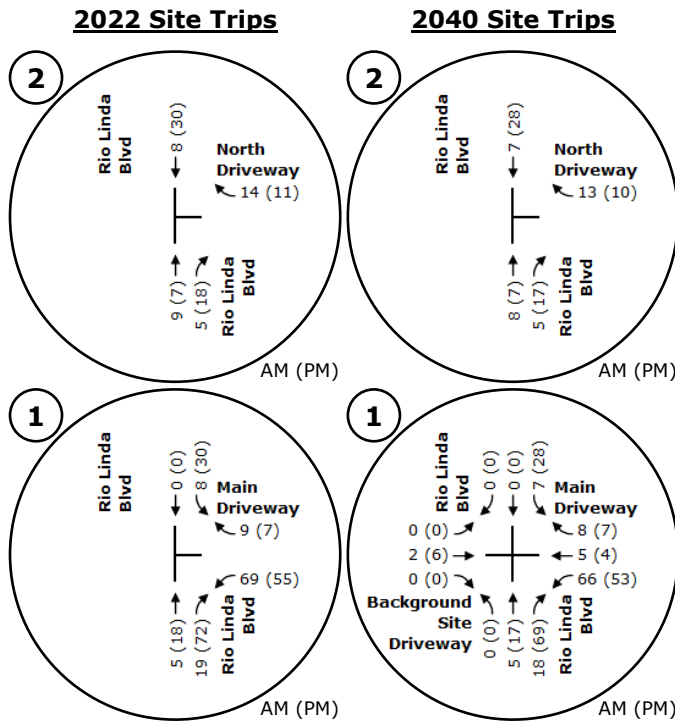 2022 Site Trips
2040 Site Trips
2
Rio Linda
Blvd
8 (30)
North
Driveway
14 (11)
9 (7)
5 (18)
Rio Linda
Blvd
AM (PM)
2
Rio Linda
Blvd
7 (28)
North
Driveway
13 (10)
8 (7)
5 (17)
Rio Linda
Blvd
AM (PM)
1
Rio Linda
Blvd
0 (0)
8 (30)
Main
Driveway
9 (7)
69 (55)
5 (18)
19 (72)
Rio Linda
Blvd
AM (PM)
1
Rio Linda
Blvd
0 (0)
0 (0)
7 (28)
Main
Driveway
0 (0)
2 (6)
0 (0)
8 (7)
5 (4)
66 (53)
Background
Site
Driveway
0 (0)
5 (17)
18 (69)
Rio Linda
Blvd
AM (PM)